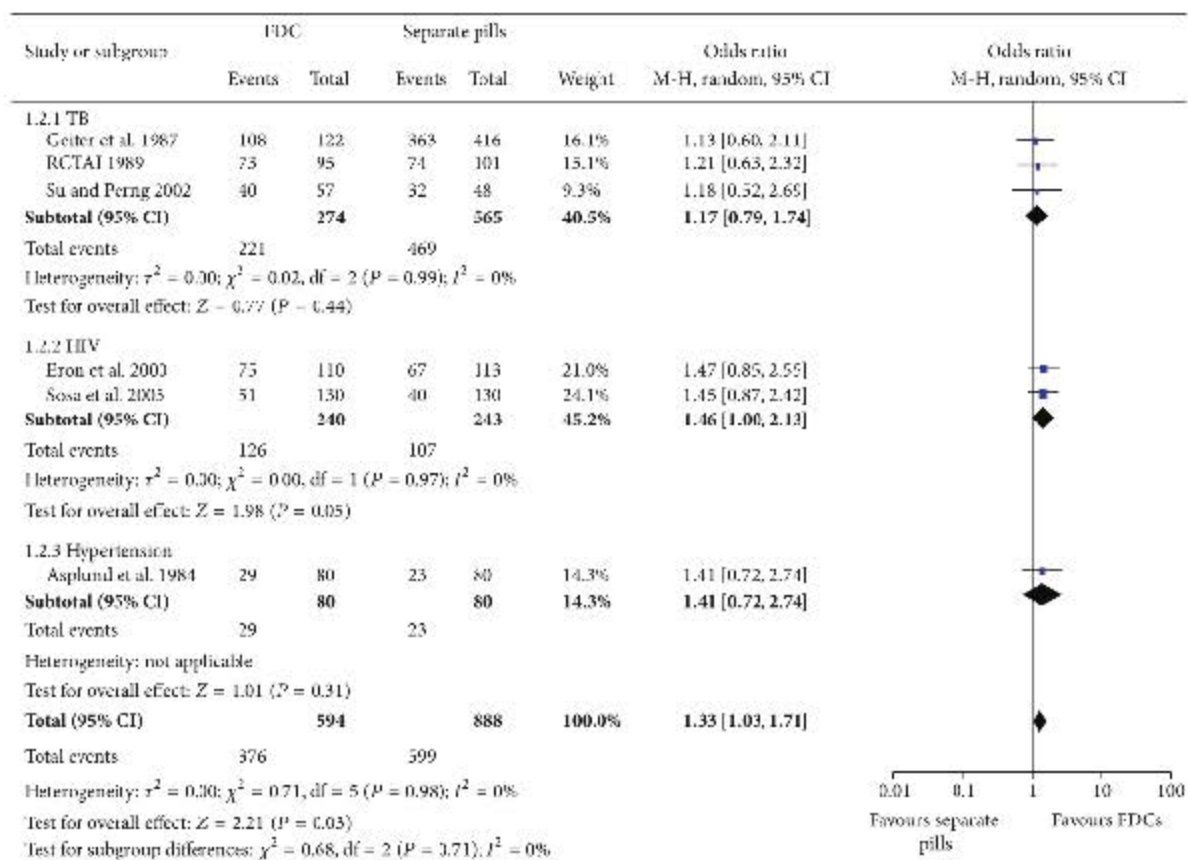 FDC Separate pills
Study or subgroup Odds ratio Odds ratio
Events Total Events Total Weight M-H, random, 95% CI M-H, random, 95% CI
1.2.1 TB
Geiter et al. 1987 108 122 363 416 16.1% 1.13 [0.60, 2.11]
RCTAI 1989 73 95 74 101 15.1% 1.21 [0.63, 2.32]
Su and Perng 2002 40 57 32 48 9.3% 1.18 [0.52, 2.69]
Subtotal (95% CI) 274 565 40.5% 1.17 [0.79, 1.74]
Total events 221 469
Heterogeneity: τ² = 0.00; χ² = 0.02, df = 2 (P = 0.99); I² = 0%
Test for overall effect: Z = 0.77 (P = 0.44)
1.2.2 HIV
Eron et al. 2000 75 110 67 113 21.0% 1.47 [0.85, 2.55]
Sosa et al. 2005 51 130 40 130 24.1% 1.45 [0.87, 2.42]
Subtotal (95% CI) 240 243 45.2% 1.46 [1.00, 2.13]
Total events 126 107
Heterogeneity: τ² = 0.00; χ² = 0.00, df = 1 (P = 0.97); I² = 0%
Test for overall effect: Z = 1.98 (P = 0.05)
1.2.3 Hypertension
Asplund et al. 1984 29 80 23 80 14.3% 1.41 [0.72, 2.74]
Subtotal (95% CI) 80 80 14.3% 1.41 [0.72, 2.74]
Total events 29 23
Heterogeneity: not applicable
Test for overall effect: Z = 1.01 (P = 0.31)
Total (95% CI) 594 888 100.0% 1.33 [1.03, 1.71]
Total events 376 599
Heterogeneity: τ² = 0.00; χ² = 0.71, df = 5 (P = 0.98); I² = 0%
Test for overall effect: Z = 2.21 (P = 0.03)
Test for subgroup differences: χ² = 0.68, df = 2 (P = 0.71), I² = 0%
0.01 0.1 1 10 100
Favours separate pills
Favours FDCs